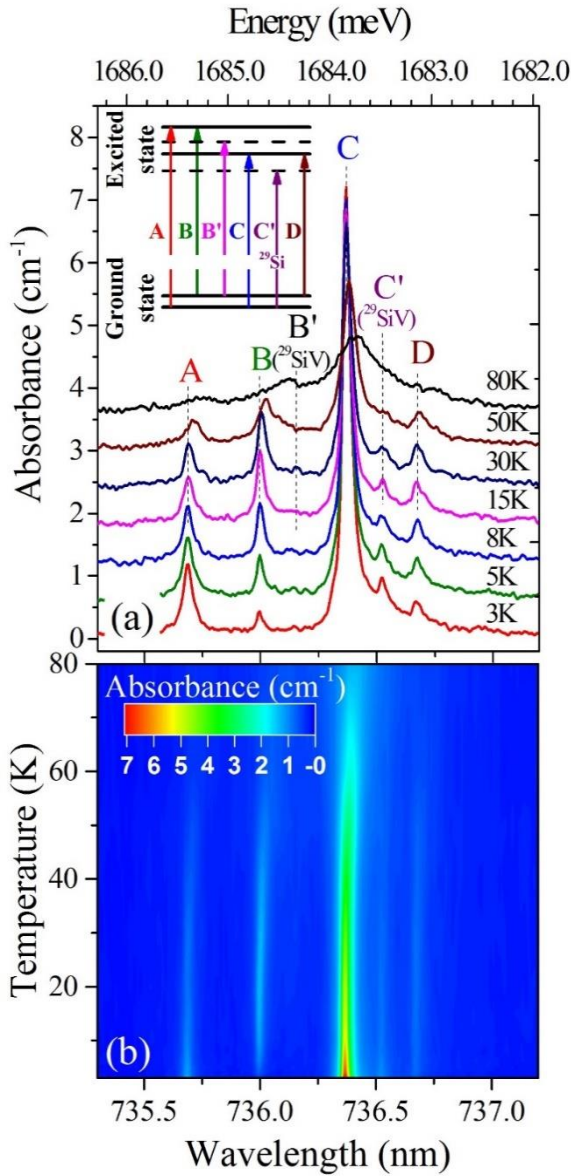 Energy (meV)
1686.0 1684.8 1683.8 1683.0 1682.0
8
7
6
5
4
3
2
1
0
Absorbance (cm⁻¹)
Excited
state
A B B' C C' D
²⁹Si
Ground
state
C
C'
(²⁹SiV)
B'
A B (²⁹SiV) D
80K
50K
30K
15K
8K
5K
3K
(a)
Absorbance (cm⁻¹)
7 6 5 4 3 2 1 -0
80
60
40
20
Temperature (K)
(b)
735.5 736.0 736.5 737.0
Wavelength (nm)